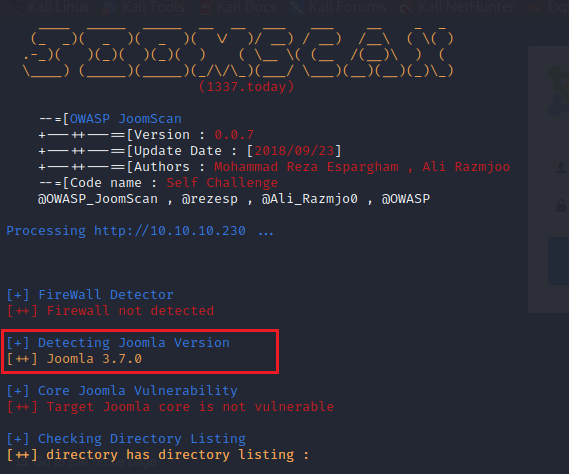 Kali Linux Kali Tools Kali Docs Kali Forums Kali NetHunter
(1337.today)
--=[OWASP JoomScan
+---++---==[Version : 0.0.7
+---++---==[Update Date : [2018/09/23]
+---++---==[Authors : Mohammad Reza Espargham , Ali Razmjoo
--=[Code name : Self Challenge
@OWASP_JoomScan , @rezesp , @Ali_Razmjo0 , @OWASP
Processing http://10.10.10.230 ...
[+] FireWall Detector
[++] Firewall not detected
[+] Detecting Joomla Version
[++] Joomla 3.7.0
[+] Core Joomla Vulnerability
[++] Target Joomla core is not vulnerable
[+] Checking Directory Listing
[++] directory has directory listing :